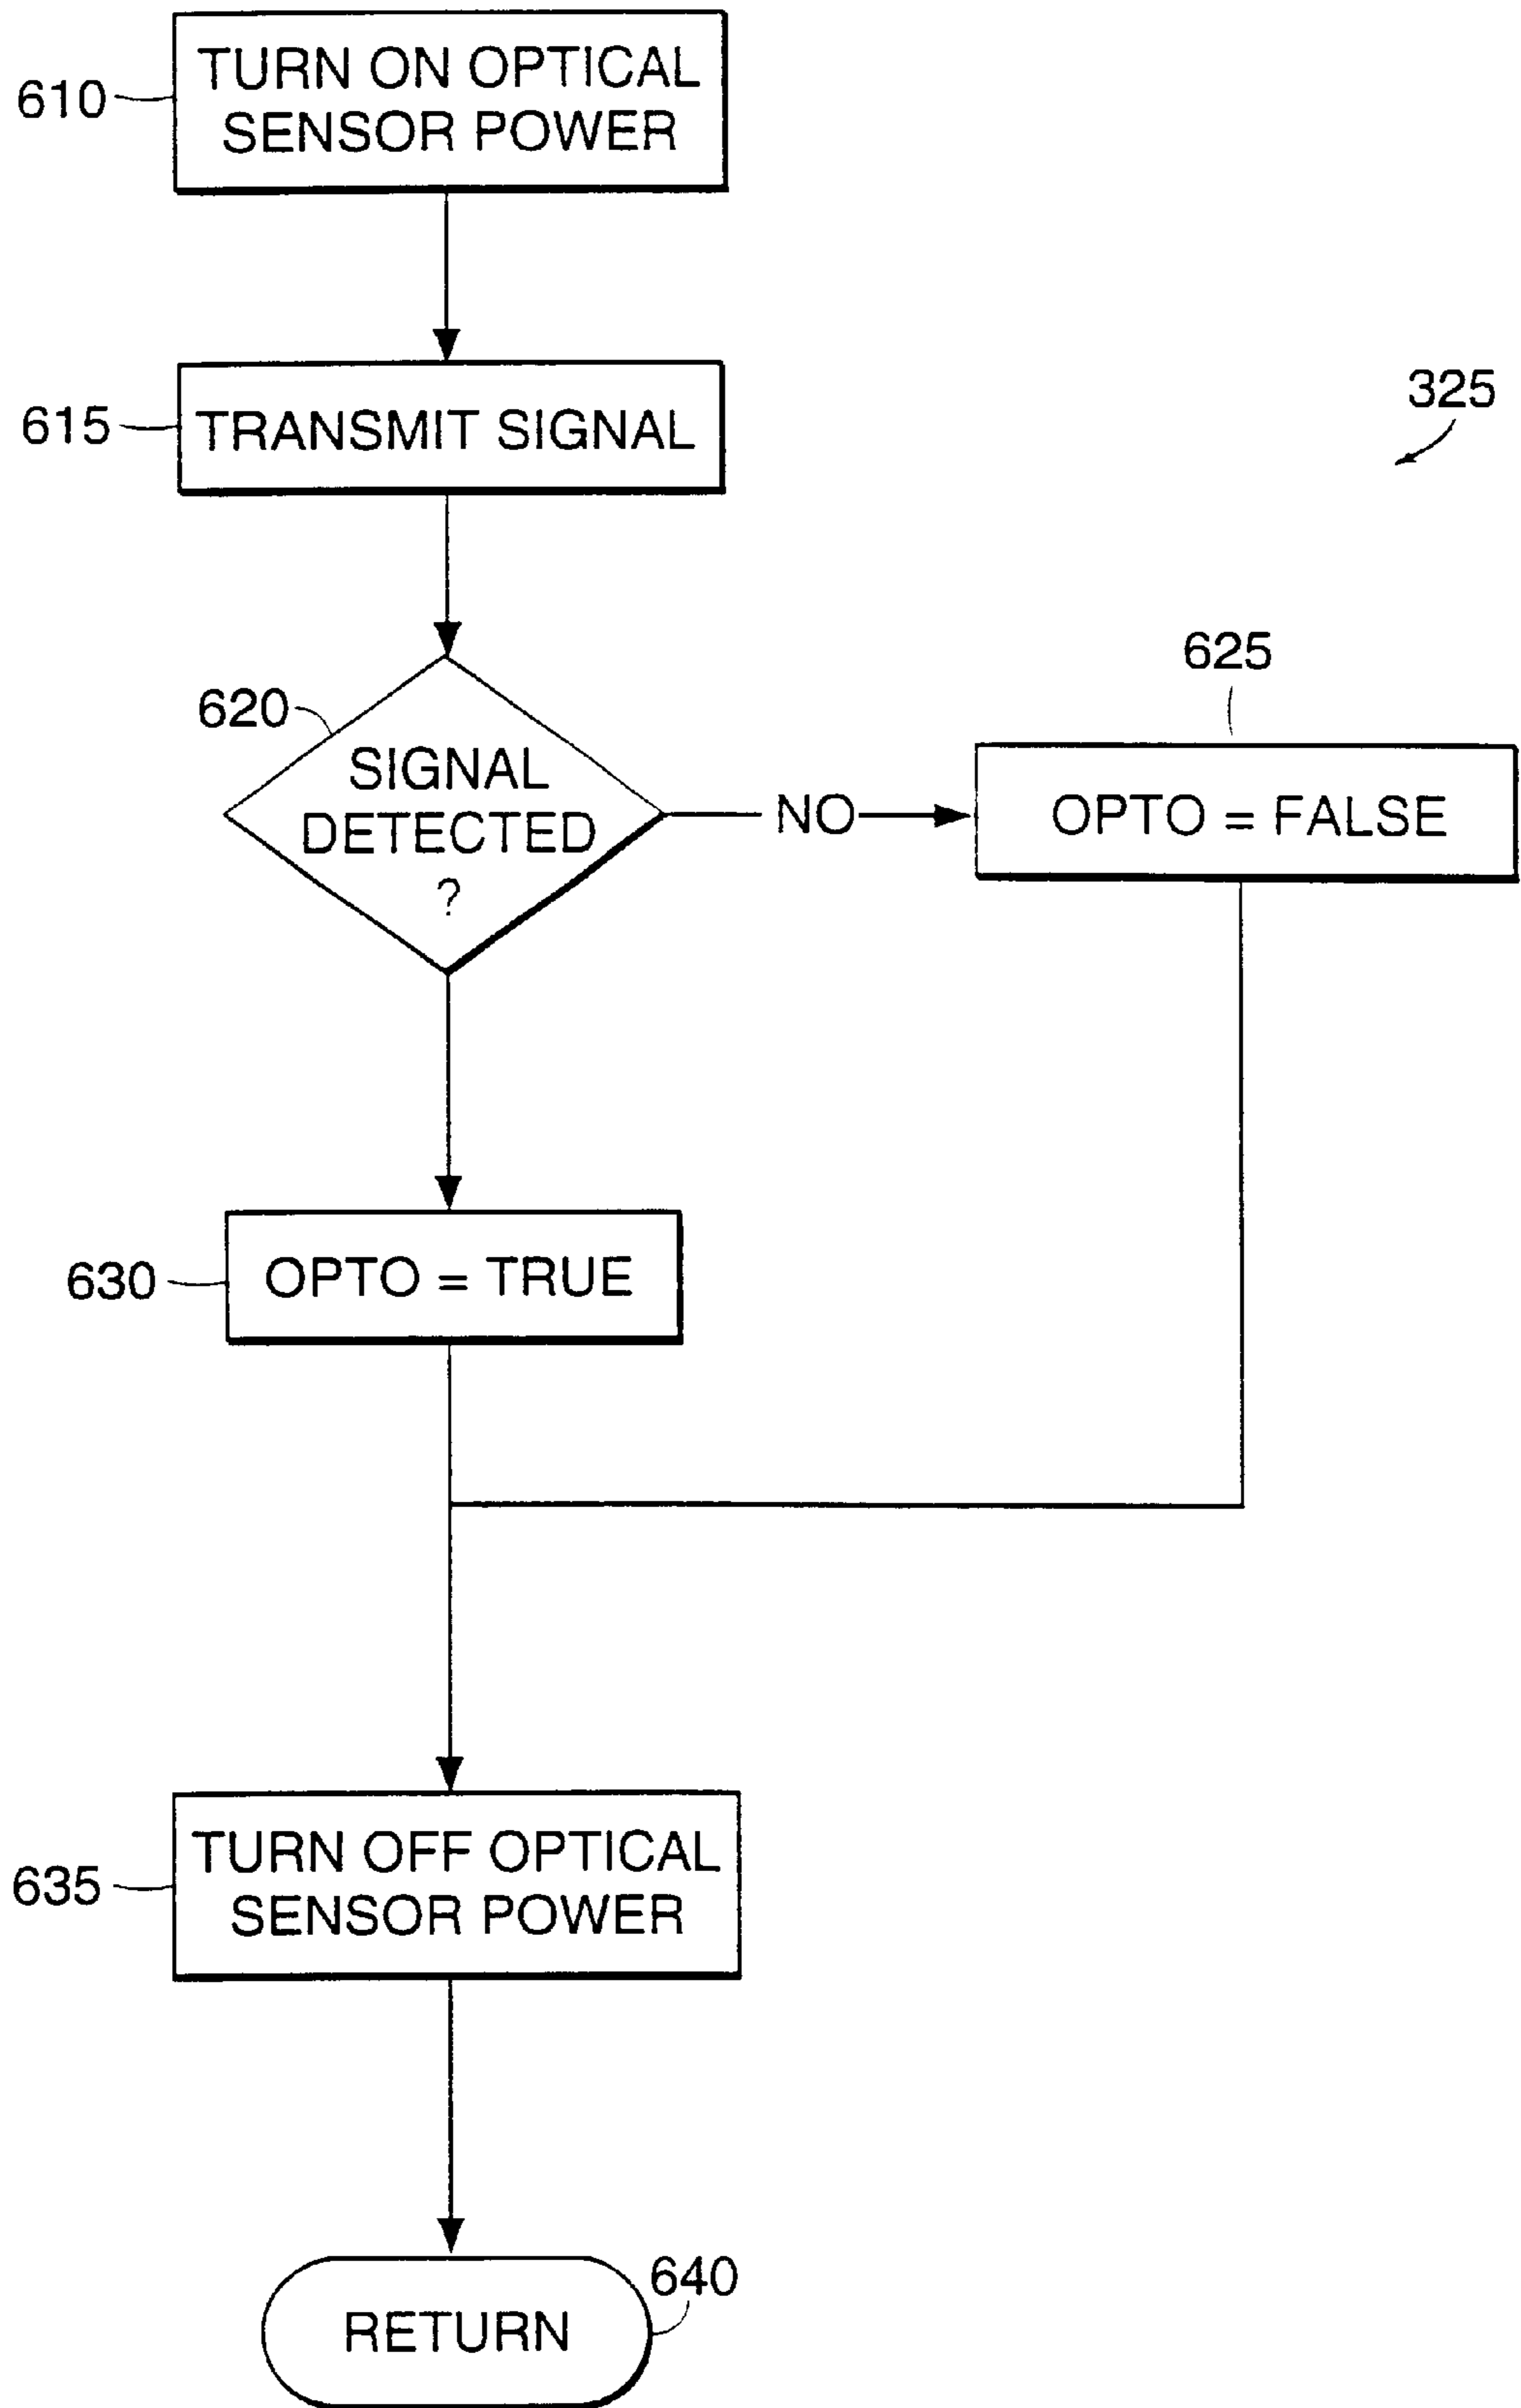 610
TURN ON OPTICAL
SENSOR POWER
615
TRANSMIT SIGNAL
325
620
SIGNAL
DETECTED
?
NO
625
OPTO = FALSE
630
OPTO = TRUE
635
TURN OFF OPTICAL
SENSOR POWER
640
RETURN